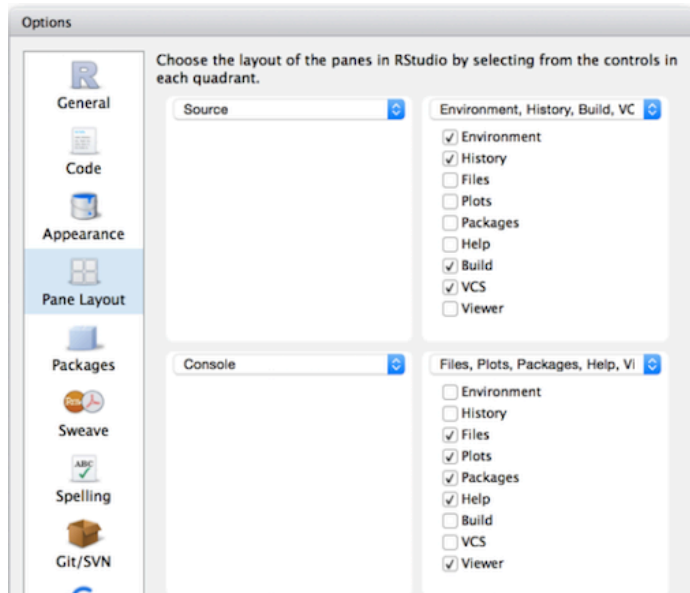 Options
Choose the layout of the panes in RStudio by selecting from the controls in
each quadrant.
R
General
Code
Appearance
Pane Layout
Packages
Sweave
ABC
Spelling
Git/SVN
Source
Environment, History, Build, VC
Environment
History
Files
Plots
Packages
Help
Build
VCS
Viewer
Console
Files, Plots, Packages, Help, Vi
Environment
History
Files
Plots
Packages
Help
Build
VCS
Viewer